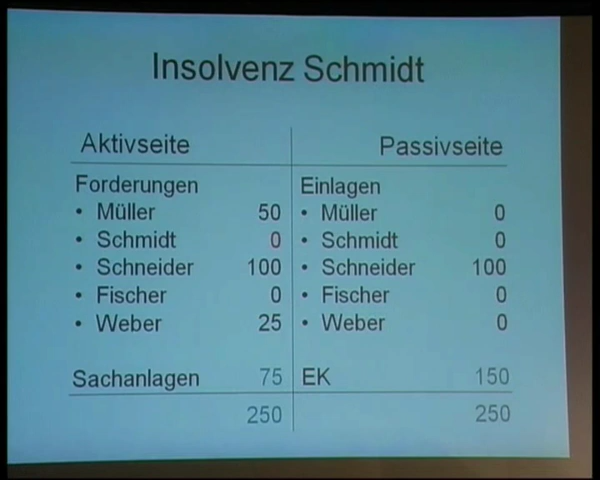 Insolvenz Schmidt
Aktivseite Passivseite
Forderungen Einlagen
• Müller 50 • Müller 0
• Schmidt 0 • Schmidt 0
• Schneider 100 • Schneider 100
• Fischer 0 • Fischer 0
• Weber 25 • Weber 0
Sachanlagen 75 EK 150
250 250